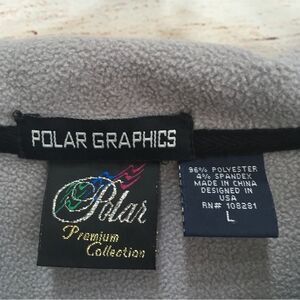 POLAR GRAPHICS
Polar
Premium
Collection
96% POLYESTER
4% SPANDEX
MADE IN CHINA
DESIGNED IN
USA
RN# 108281
L